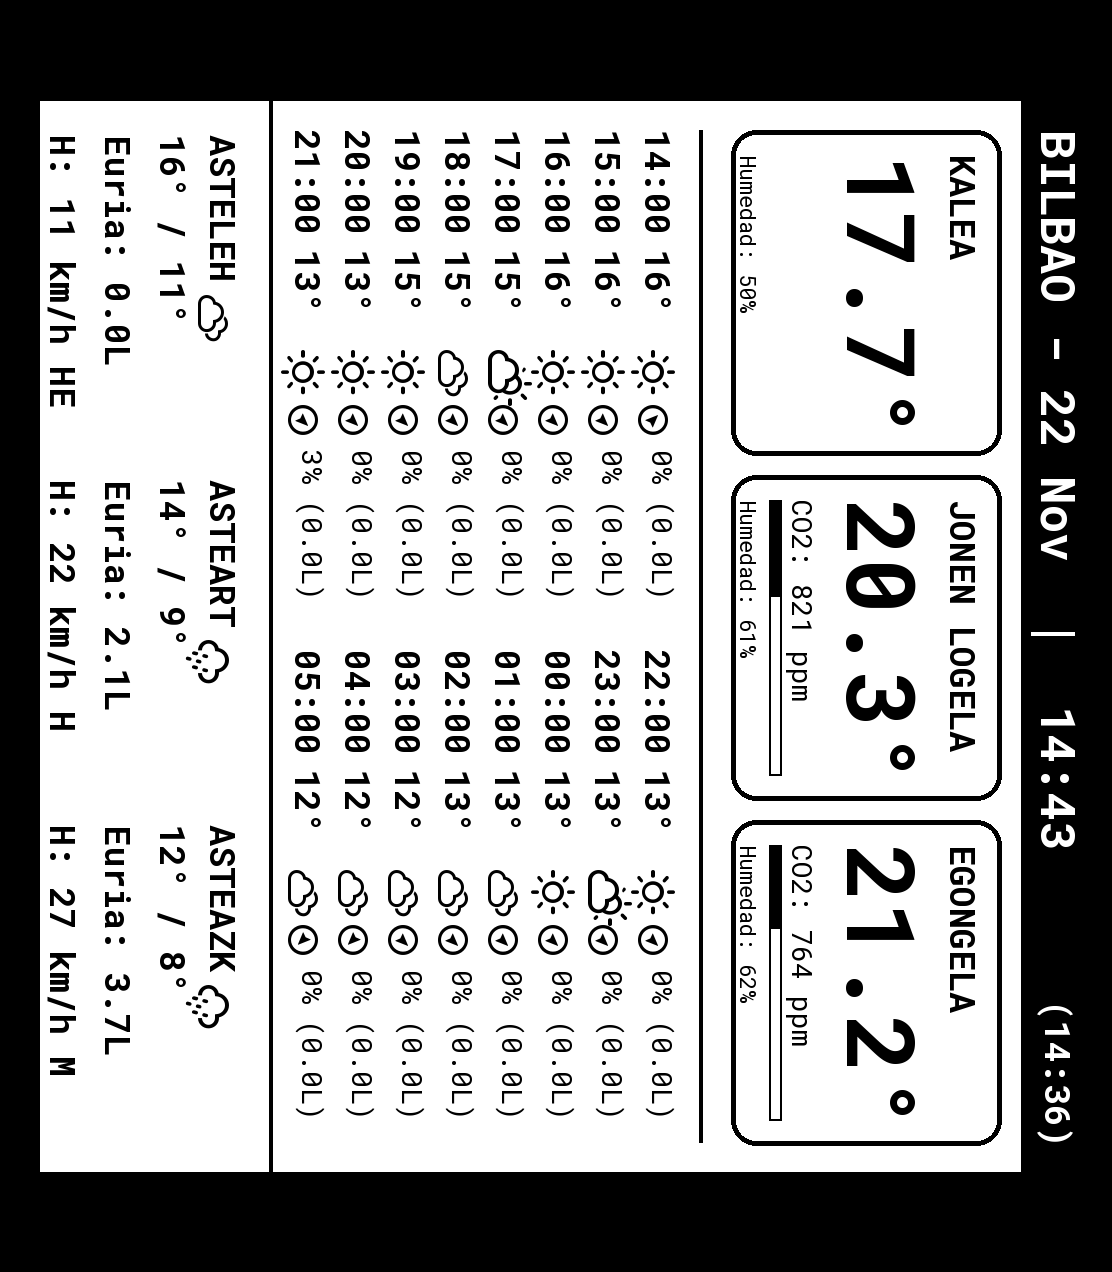 BILBAO - 22 Nov | 14:43 (14:36)
KALEA
17.7°
Humedad: 50%
JONEN LOGELA
20.3°
CO2: 821 ppm
Humedad: 61%
EGONGELA
21.2°
CO2: 764 ppm
Humedad: 62%
14:00 16° 0% (0.0L)
15:00 16° 0% (0.0L)
16:00 16° 0% (0.0L)
17:00 15° 0% (0.0L)
18:00 15° 0% (0.0L)
19:00 15° 0% (0.0L)
20:00 13° 0% (0.0L)
21:00 13° 3% (0.0L)
22:00 13° 0% (0.0L)
23:00 13° 0% (0.0L)
00:00 13° 0% (0.0L)
01:00 13° 0% (0.0L)
02:00 13° 0% (0.0L)
03:00 12° 0% (0.0L)
04:00 12° 0% (0.0L)
05:00 12° 0% (0.0L)
ASTELEH
16° / 11°
Euria: 0.0L
H: 11 km/h HE
ASTEART
14° / 9°
Euria: 2.1L
H: 22 km/h H
ASTEAZK
12° / 8°
Euria: 3.7L
H: 27 km/h M